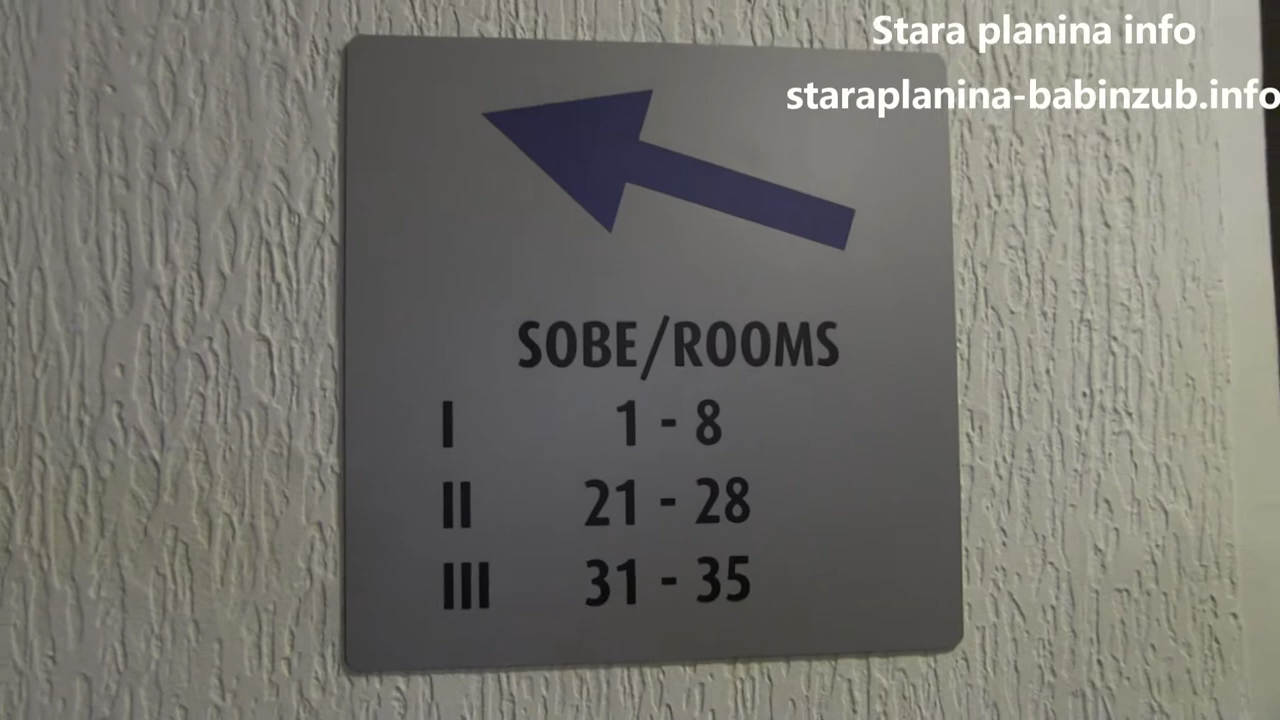 Stara planina info
staraplanina-babinzub.info
SOBE/ROOMS
I 1 - 8
II 21 - 28
III 31 - 35